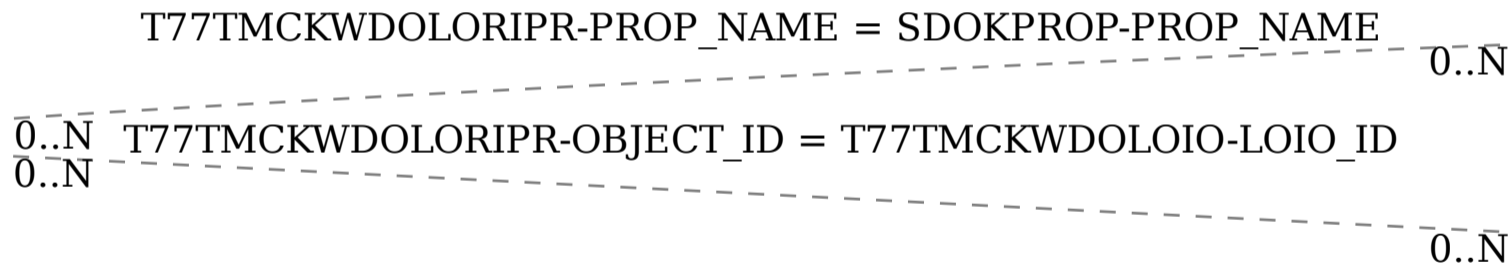 T77TMCKWDOLORIPR-PROP_NAME = SDOKPROP-PROP_NAME
0..N
0..N T77TMCKWDOLORIPR-OBJECT_ID = T77TMCKWDOLOIO-LOIO_ID
0..N
0..N